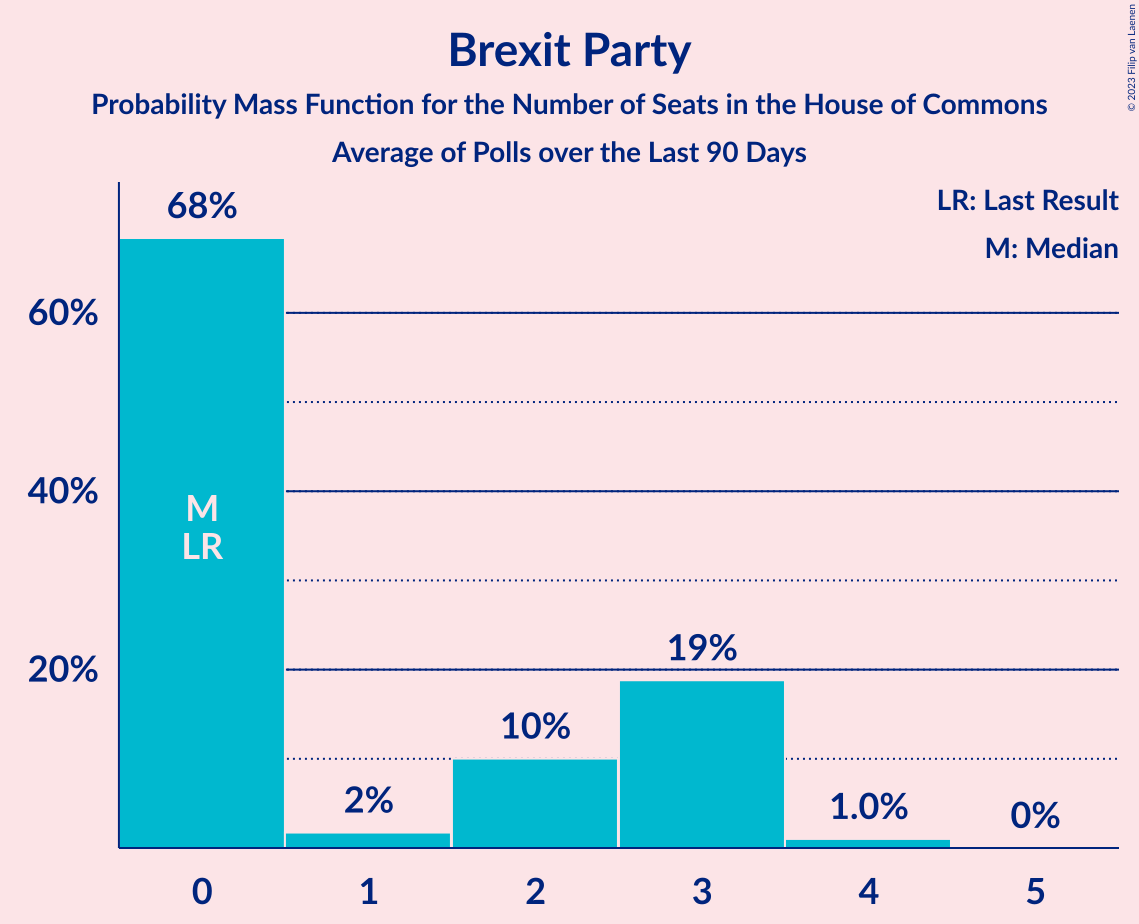 Brexit Party
Probability Mass Function for the Number of Seats in the House of Commons
Average of Polls over the Last 90 Days
© 2023 Filip van Laenen
LR: Last Result
M: Median
68%
60%
40%
M
LR
20%
19%
10%
2%
1.0%
0%
0 1 2 3 4 5